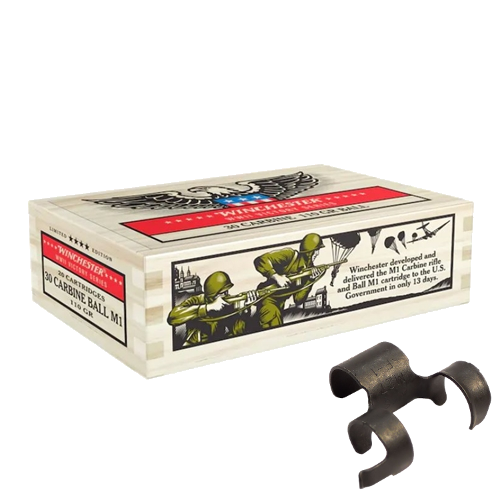 ★★★★★ WINCHESTER ★★★★★
WWII VICTORY SERIES
30 CARBINE 110 GR BALL
LIMITED ★★★★ EDITION
WINCHESTER
WWII VICTORY SERIES
20 CARTRIDGES
30 CARBINE BALL M1
110 GR
Winchester developed and
delivered the M1 Carbine rifle
and Ball M1 cartridge to the U.S.
Government in only 13 days.